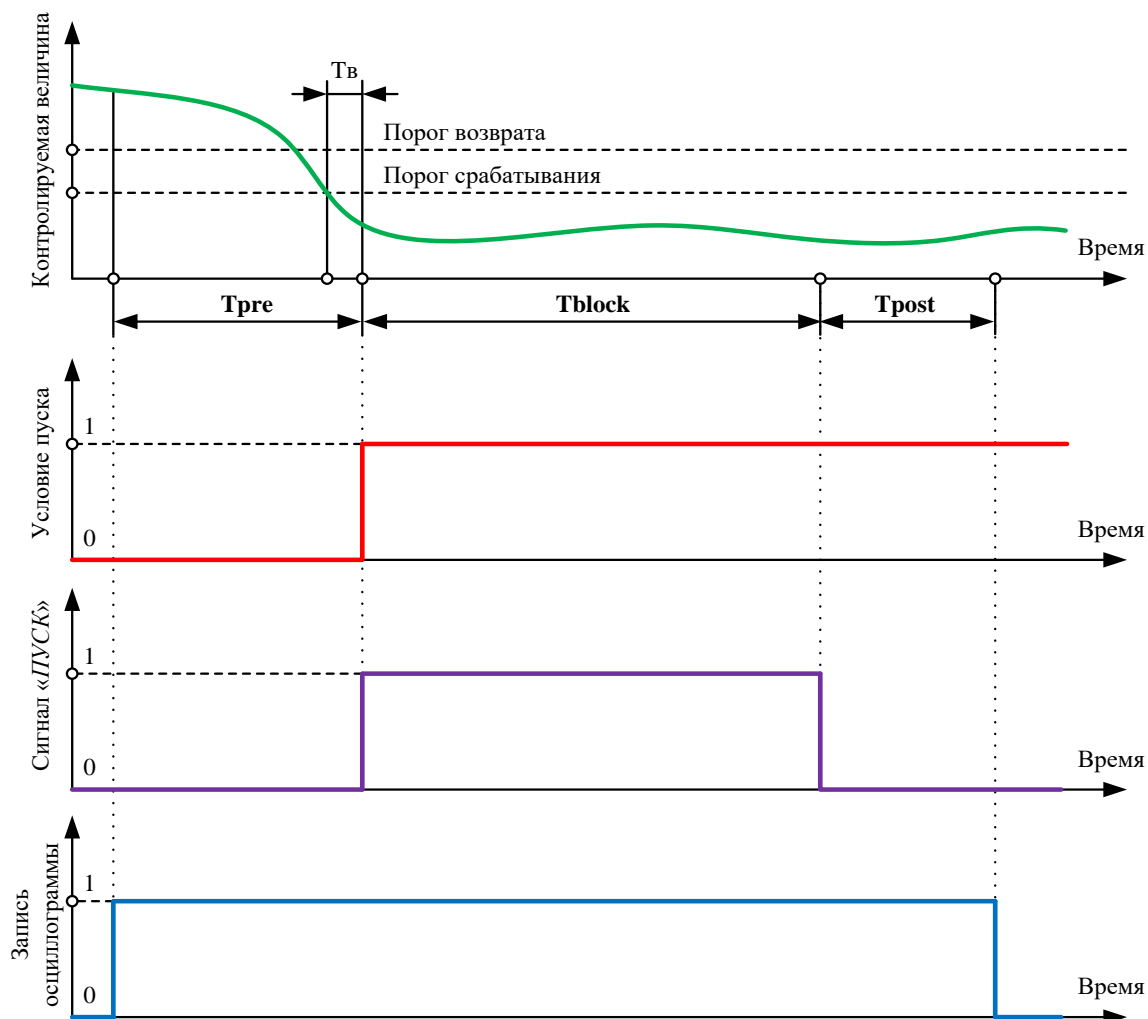 Контролируемая величина
Тв
Порог возврата
Порог срабатывания
Время
Tpre
Tblock
Tpost
Условие пуска
1
0
Время
Сигнал «ПУСК»
1
0
Время
Запись
осциллограммы
1
0
Время